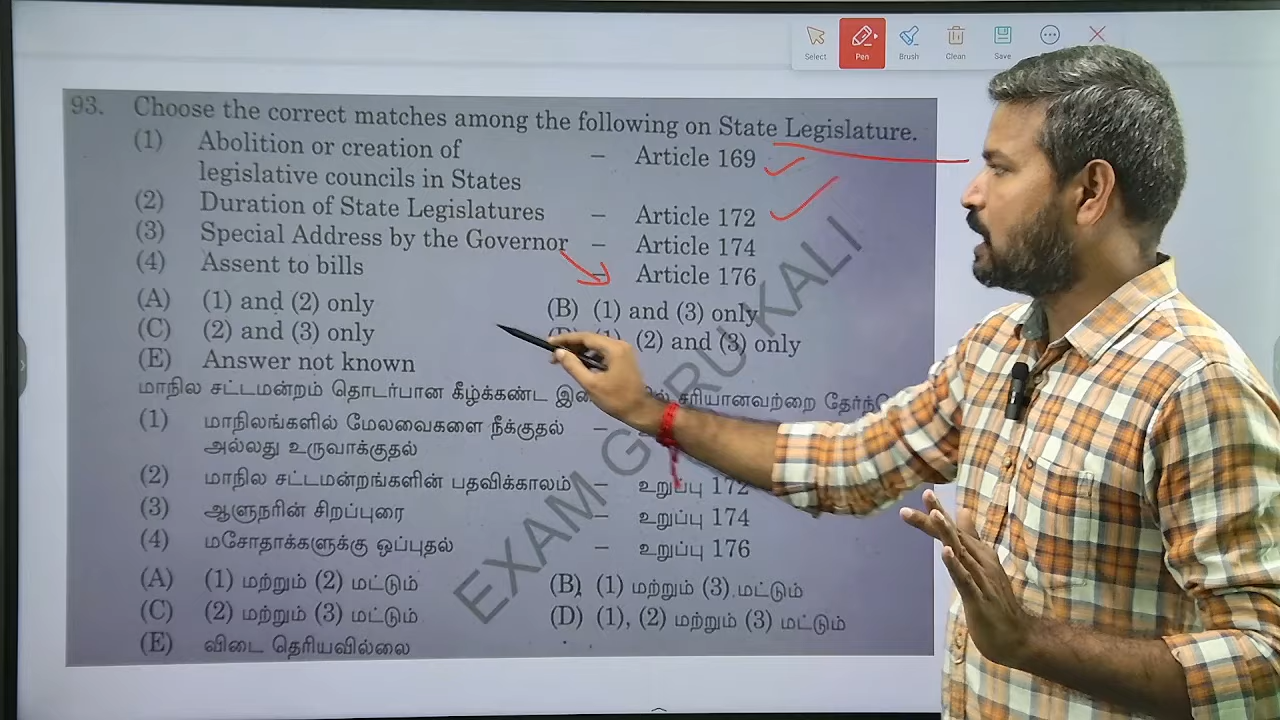 Select Pen Brush Clean Save
93. Choose the correct matches among the following on State Legislature.
(1) Abolition or creation of – Article 169
legislative councils in States
(2) Duration of State Legislatures – Article 172
(3) Special Address by the Governor – Article 174
(4) Assent to bills – Article 176
(A) (1) and (2) only (B) (1) and (3) only
(C) (2) and (3) only (2) and (3) only
(E) Answer not known
மாநில சட்டமன்றம் தொடர்பான கீழ்க்கண்ட சரியானவற்றை
(1) மாநிலங்களில் மேலவைகளை நீக்குதல் –
அல்லது உருவாக்குதல்
(2) மாநில சட்டமன்றங்களின் பதவிக்காலம் – உறுப்பு 172
(3) ஆளுநரின் சிறப்புரை – உறுப்பு 174
(4) மசோதாக்களுக்கு ஒப்புதல் – உறுப்பு 176
(A) (1) மற்றும் (2) மட்டும் (B) (1) மற்றும் (3) மட்டும்
(C) (2) மற்றும் (3) மட்டும் (D) (1), (2) மற்றும் (3) மட்டும்
(E) விடை தெரியவில்லை
EXAM GURU KALI